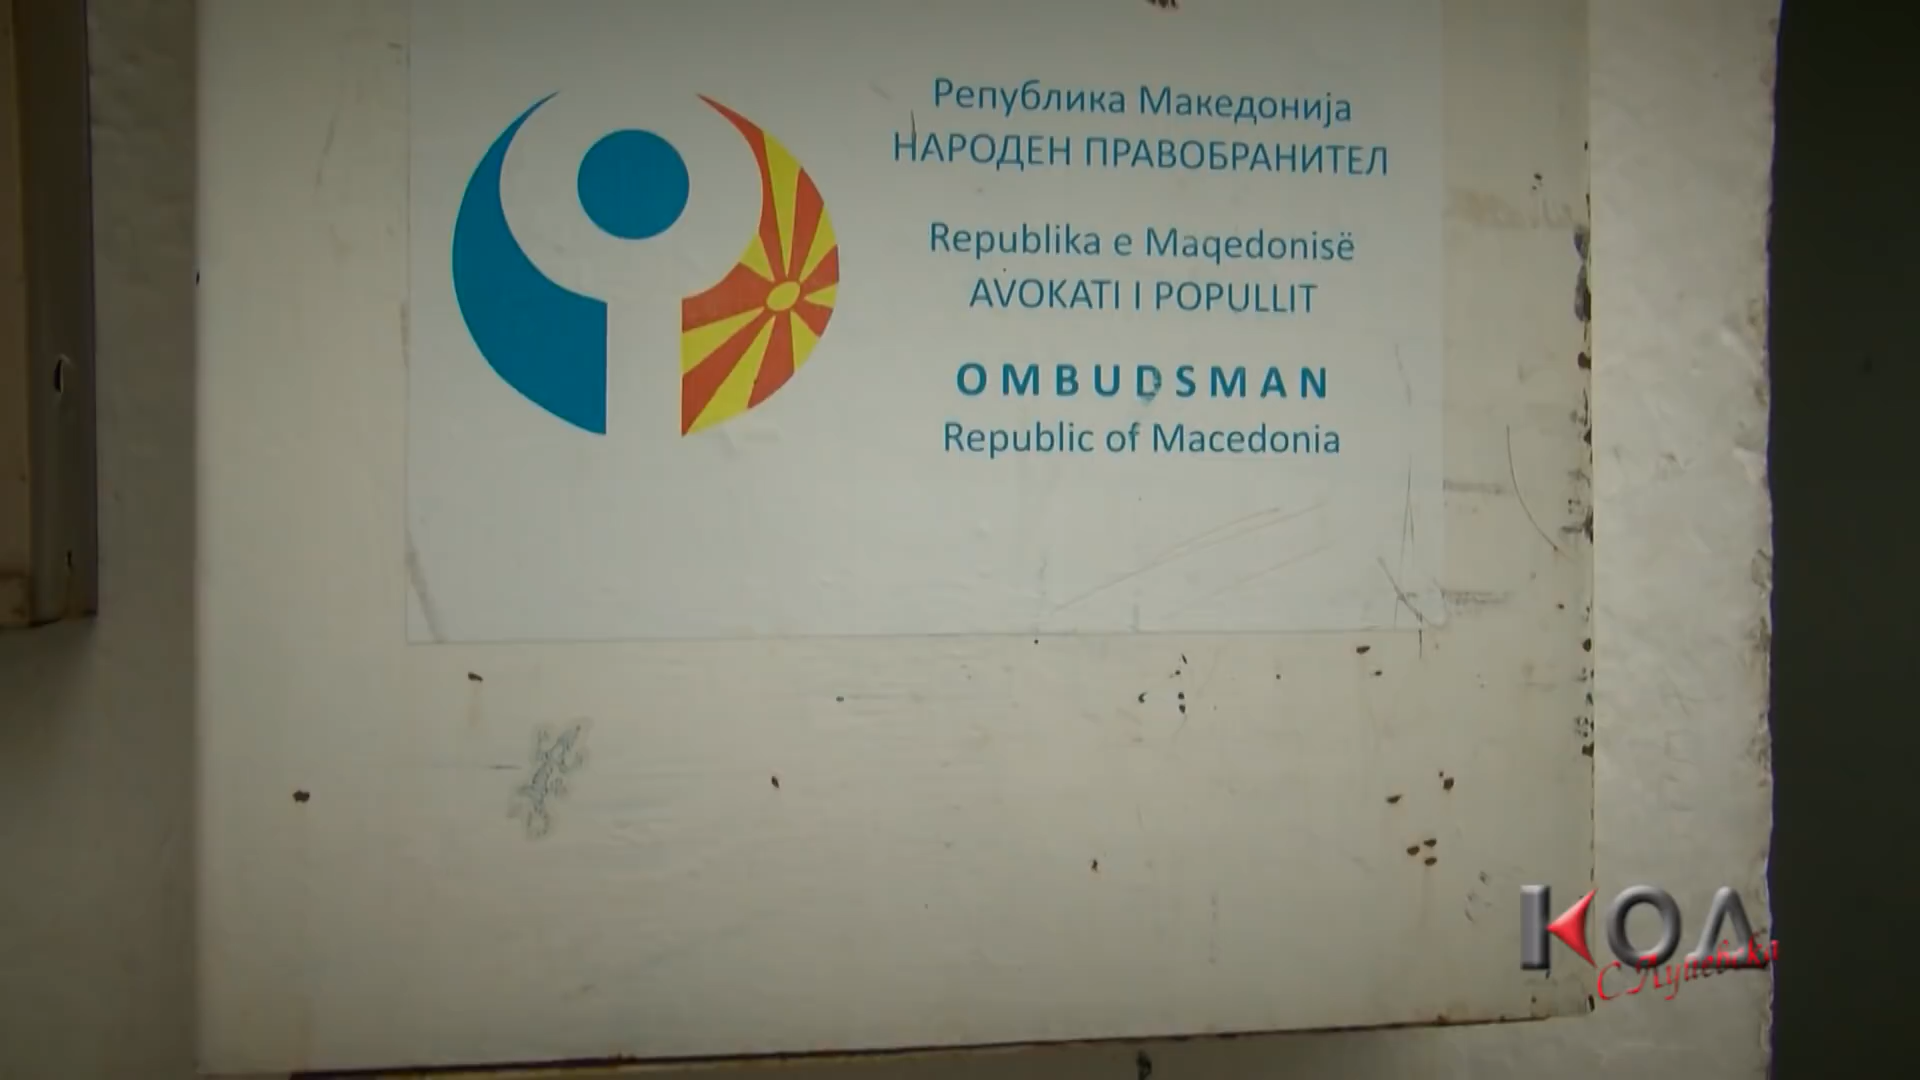 Република Македонија
НАРОДЕН ПРАВОБРАНИТЕЛ
Republika e Maqedonisë
AVOKATI I POPULLIT
OMBUDSMAN
Republic of Macedonia
КОД